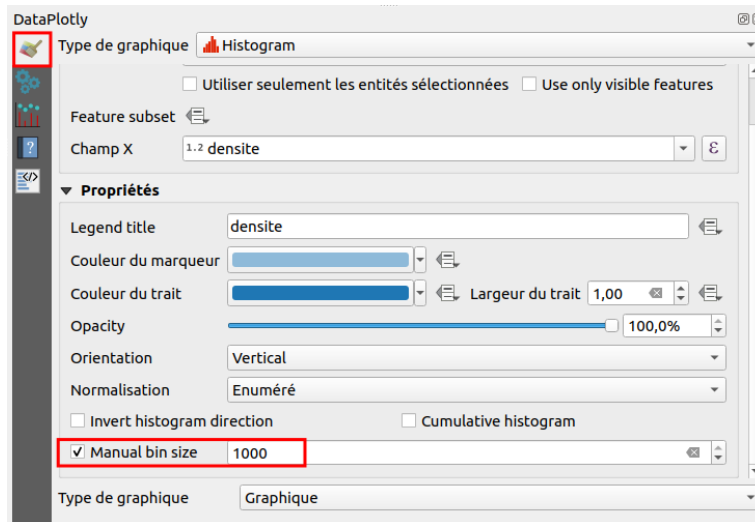 DataPlotly
Type de graphique Histogram
Utiliser seulement les entités sélectionnées Use only visible features
Feature subset
Champ X 1.2 densite ε
Propriétés
Legend title densite
Couleur du marqueur
Couleur du trait Largeur du trait 1,00
Opacity 100,0%
Orientation Vertical
Normalisation Enuméré
Invert histogram direction Cumulative histogram
Manual bin size 1000
Type de graphique Graphique